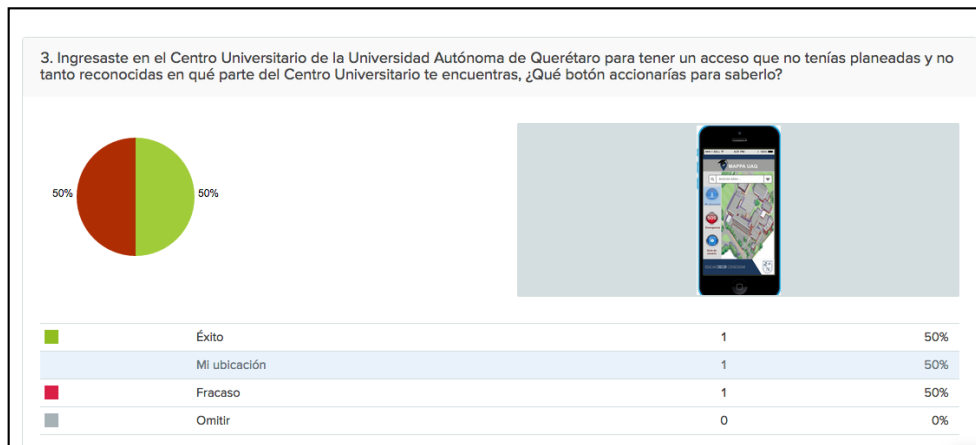 3. Ingresaste en el Centro Universitario de la Universidad Autónoma de Querétaro para tener un acceso que no tenías planeadas y no
tanto reconocidas en qué parte del Centro Universitario te encuentras, ¿Qué botón accionarías para saberlo?
50%
50%
MAPPA UAQ
Éxito 1 50%
Mi ubicación 1 50%
Fracaso 1 50%
Omitir 0 0%